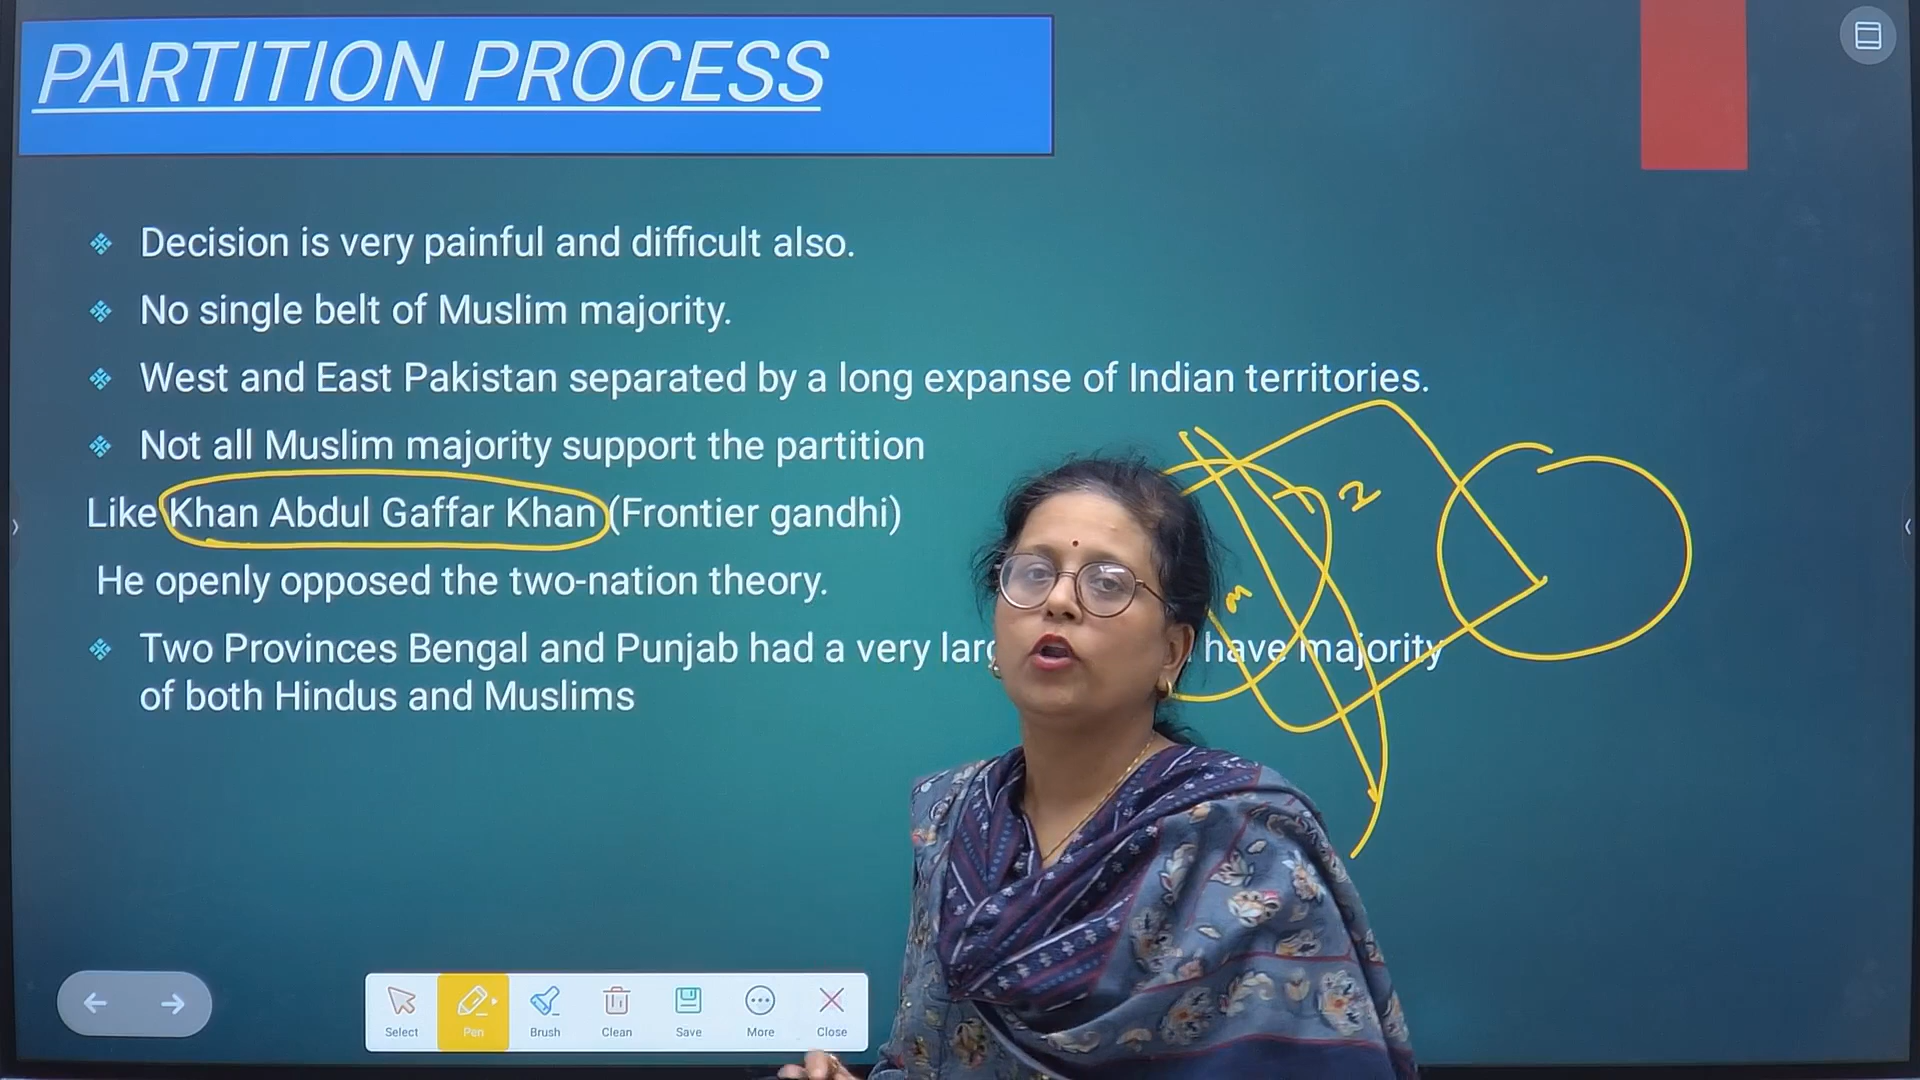 PARTITION PROCESS
Decision is very painful and difficult also.
No single belt of Muslim majority.
West and East Pakistan separated by a long expanse of Indian territories.
Not all Muslim majority support the partition
Like Khan Abdul Gaffar Khan (Frontier gandhi)
He openly opposed the two-nation theory.
Two Provinces Bengal and Punjab had a very have majority
of both Hindus and Muslims
Select Pen Brush Clean Save More Close